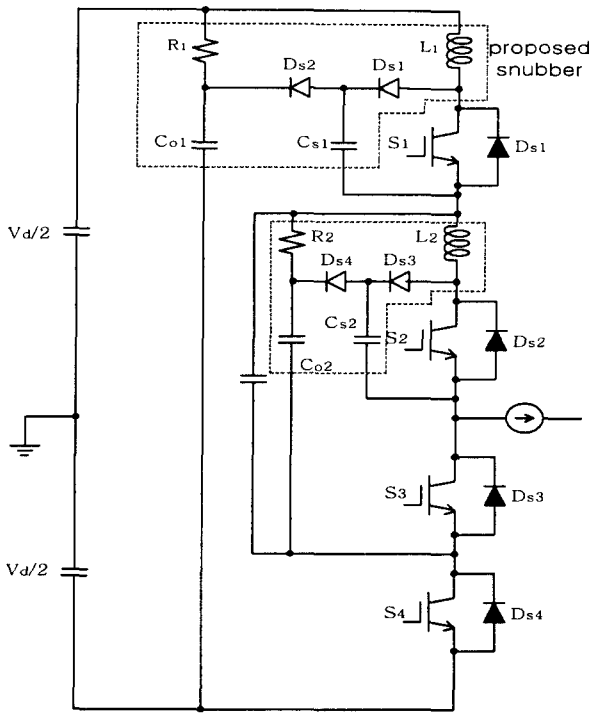 R1
L1
proposed
snubber
Ds2
Ds1
Co1
Cs1
S1
Ds1
Vd/2
R2
L2
Ds4
Ds3
Cs2
S2
Ds2
Co2
S3
Ds3
Vd/2
S4
Ds4